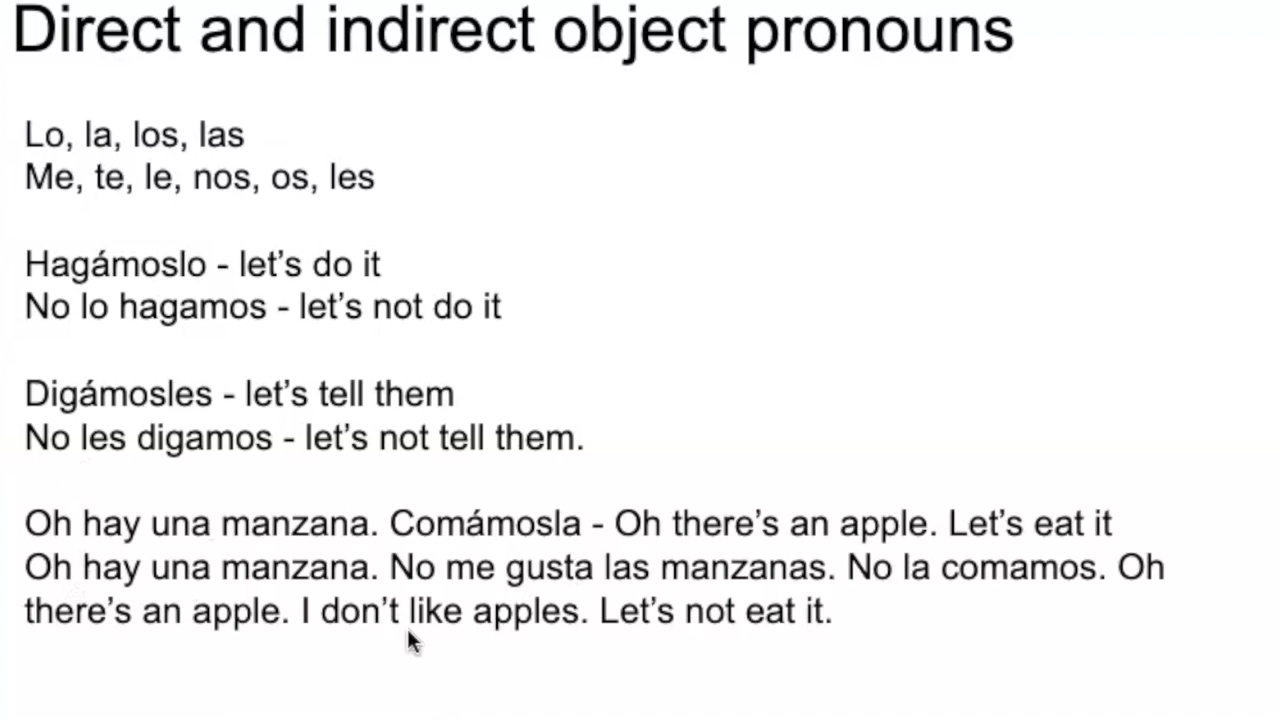 Direct and indirect object pronouns
Lo, la, los, las
Me, te, le, nos, os, les
Hagámoslo - let’s do it
No lo hagamos - let’s not do it
Digámosles - let’s tell them
No les digamos - let’s not tell them.
Oh hay una manzana. Comámosla - Oh there’s an apple. Let’s eat it
Oh hay una manzana. No me gusta las manzanas. No la comamos. Oh
there’s an apple. I don’t like apples. Let’s not eat it.